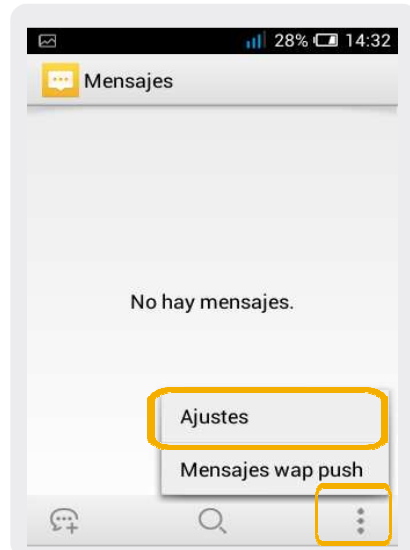 28% 14:32
Mensajes
No hay mensajes.
Ajustes
Mensajes wap push